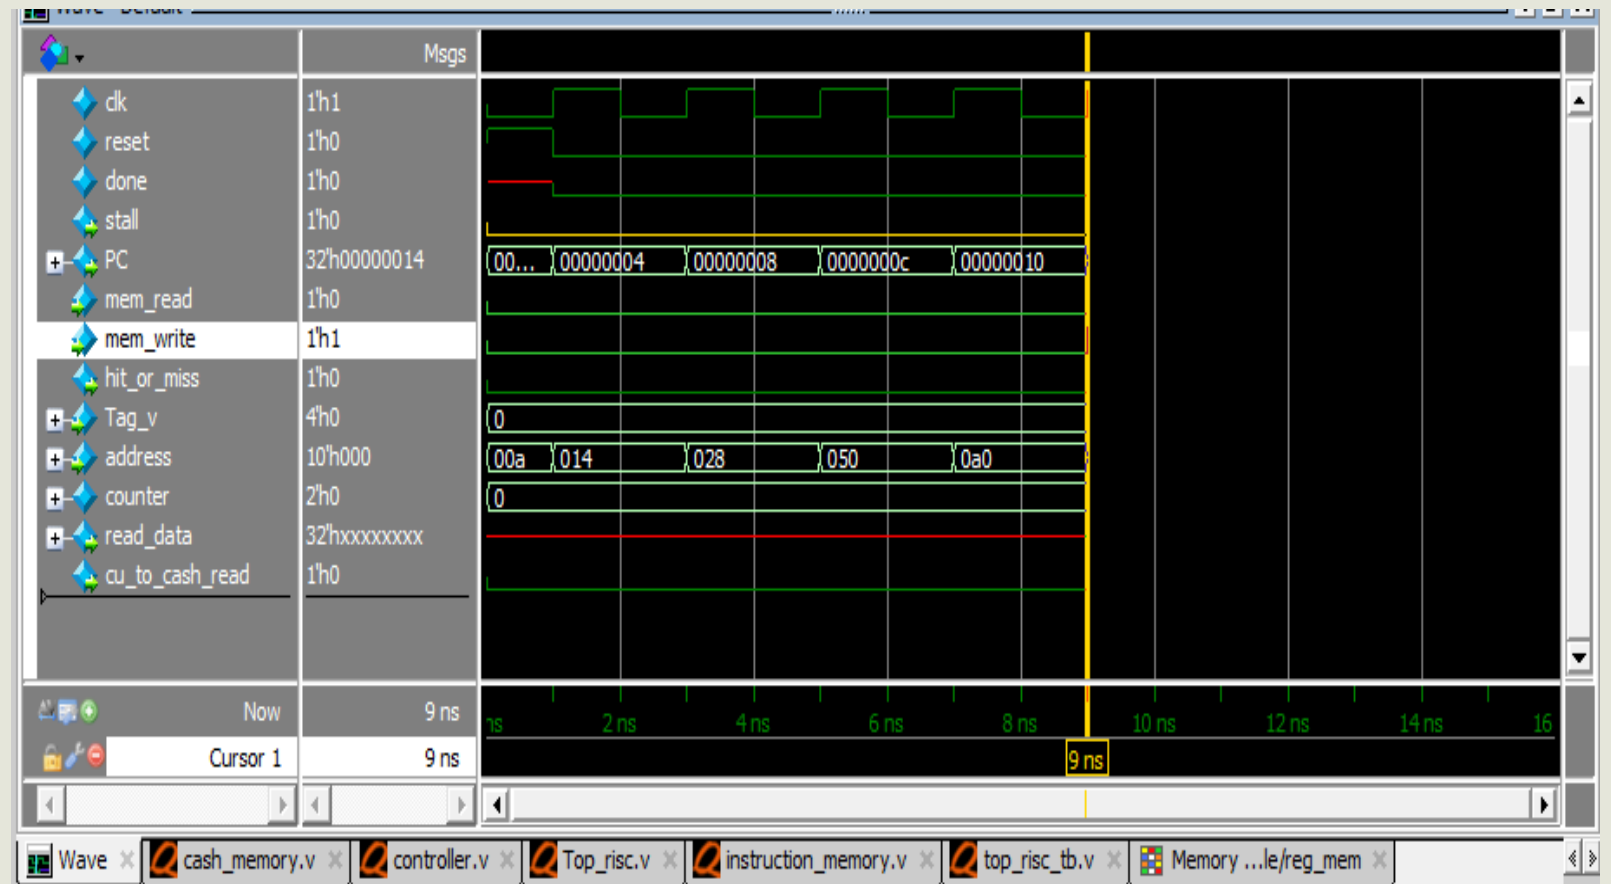 Wave - Default
Msgs
clk 1'h1
reset 1'h0
done 1'h0
stall 1'h0
PC 32'h00000014 00... 00000004 00000008 0000000c 00000010
mem_read 1'h0
mem_write 1'h1
hit_or_miss 1'h0
Tag_v 4'h0 0
address 10'h000 00a 014 028 050 0a0
counter 2'h0 0
read_data 32'hxxxxxxxx
cu_to_cash_read 1'h0
Now 9 ns ns 2 ns 4 ns 6 ns 8 ns 10 ns 12 ns 14 ns 16
Cursor 1 9 ns 9 ns
Wave cash_memory.v controller.v Top_risc.v instruction_memory.v top_risc_tb.v Memory ...le/reg_mem